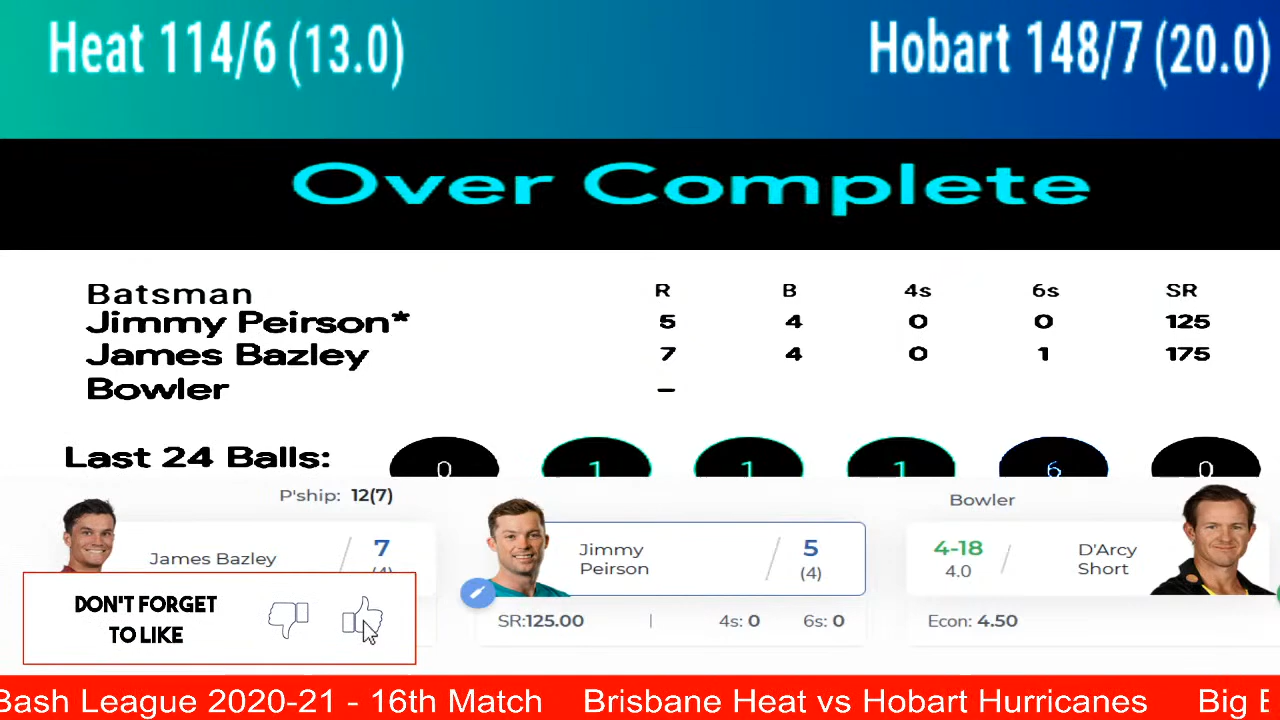 Heat 114/6 (13.0) Hobart 148/7 (20.0)
Over Complete
Batsman R B 4s 6s SR
Jimmy Peirson* 5 4 0 0 125
James Bazley 7 4 0 1 175
Bowler –
Last 24 Balls: 0 1 1 1 6 0
P'ship: 12(7)
James Bazley 7
(4)
Jimmy Peirson 5
(4)
SR:125.00 | 4s: 0 6s: 0
Bowler
4-18 D'Arcy Short
4.0
Econ: 4.50
DON'T FORGET
TO LIKE
Bash League 2020-21 - 16th Match Brisbane Heat vs Hobart Hurricanes Big B